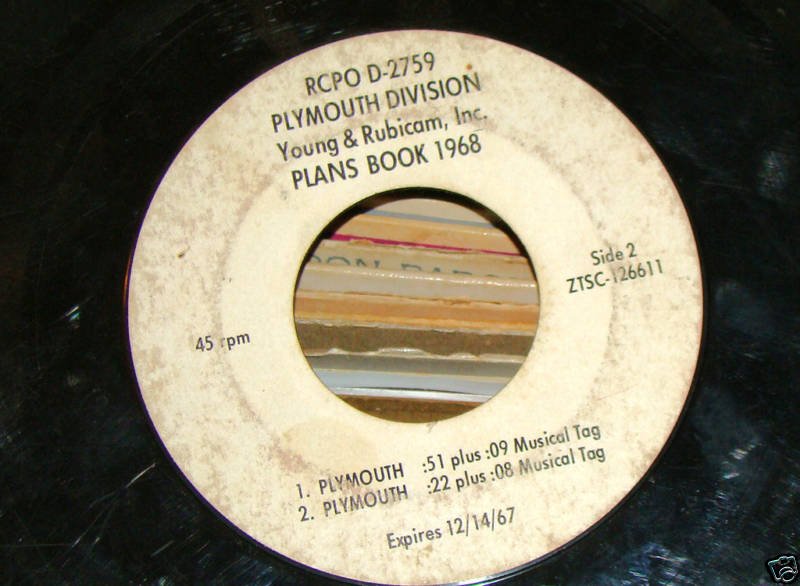 RCPO D-2759
PLYMOUTH DIVISION
Young & Rubicam, Inc.
PLANS BOOK 1968
Side 2
ZTSC-126611
45 rpm
1. PLYMOUTH :51 plus :09 Musical Tag
2. PLYMOUTH :22 plus :08 Musical Tag
Expires 12/14/67